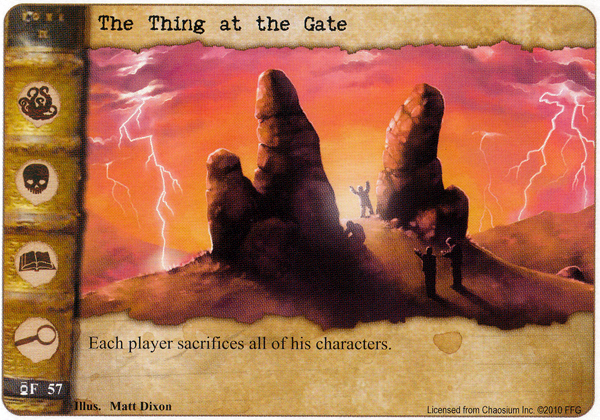 The Thing at the Gate
Each player sacrifices all of his characters.
F 57
Illus. Matt Dixon
Licensed from Chaosium Inc. ©2010 FFG